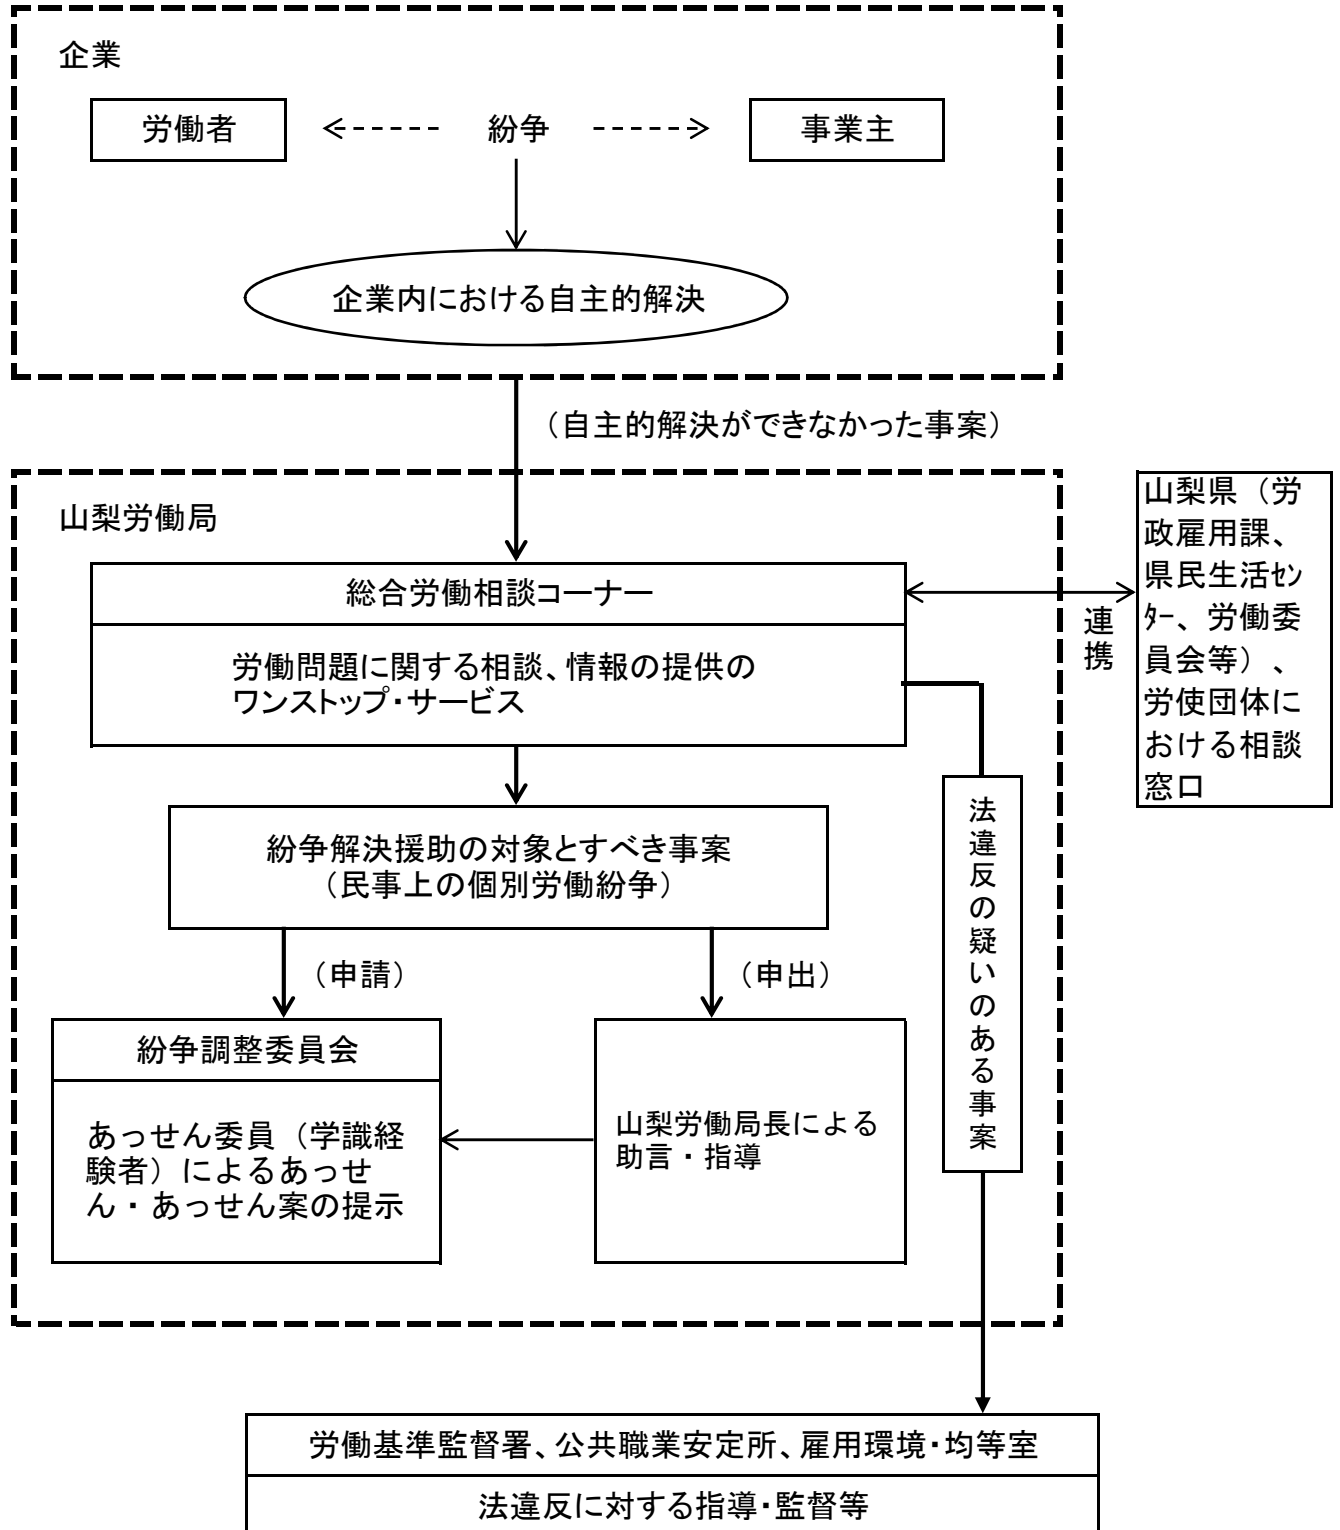 企業
労働者
紛争
事業主
企業内における自主的解決
（自主的解決ができなかった事案）
山梨労働局
総合労働相談コーナー
労働問題に関する相談、情報の提供の
ワンストップ・サービス
連携
山梨県（労
政雇用課、
県民生活ｾﾝ
ﾀｰ、労働委
員会等）、
労使団体に
おける相談
窓口
紛争解決援助の対象とすべき事案
（民事上の個別労働紛争）
（申請）
（申出）
法違反の疑いのある事案
紛争調整委員会
あっせん委員（学識経
験者）によるあっせ
ん・あっせん案の提示
山梨労働局長による
助言・指導
労働基準監督署、公共職業安定所、雇用環境・均等室
法違反に対する指導・監督等